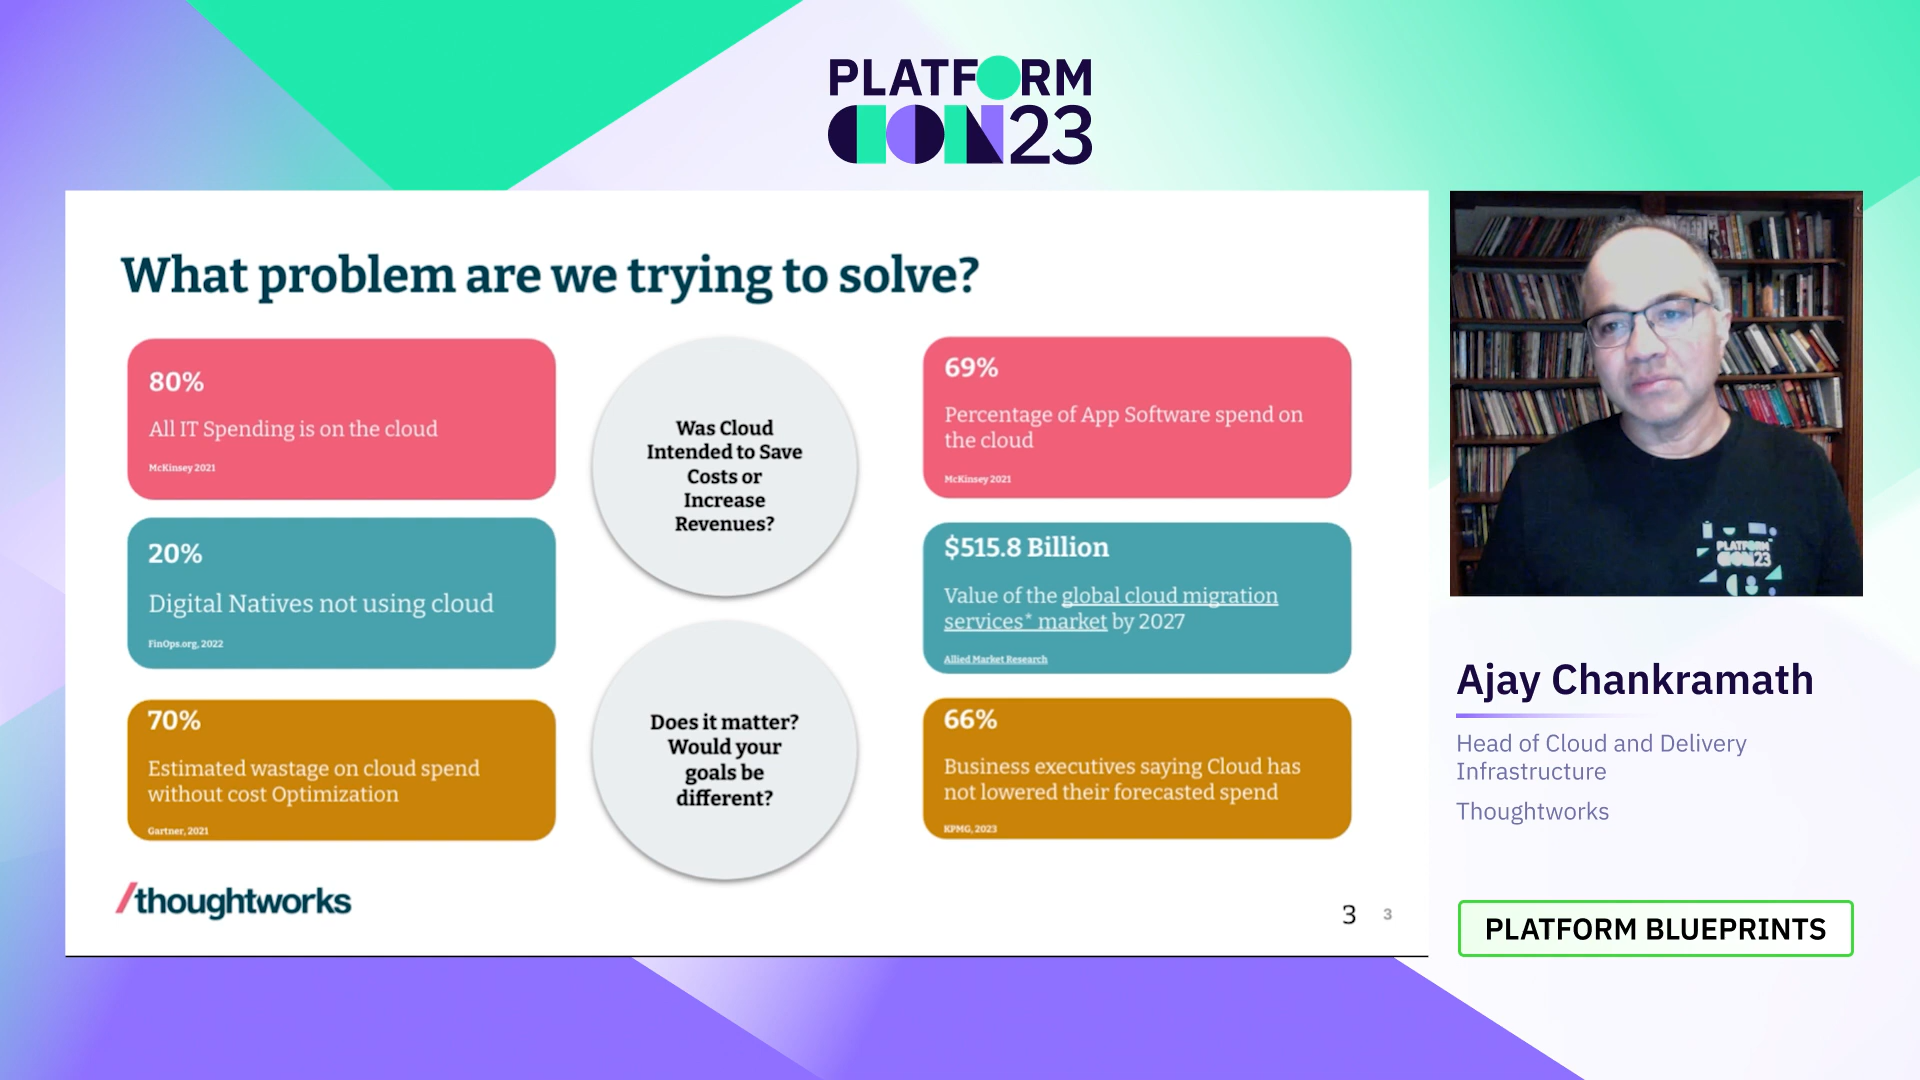 PLATFORM
CON23
What problem are we trying to solve?
80%
All IT Spending is on the cloud
McKinsey 2021
20%
Digital Natives not using cloud
FinOps.org, 2022
70%
Estimated wastage on cloud spend
without cost Optimization
Gartner, 2021
Was Cloud
Intended to Save
Costs or
Increase
Revenues?
Does it matter?
Would your
goals be
different?
69%
Percentage of App Software spend on
the cloud
McKinsey 2021
$515.8 Billion
Value of the global cloud migration
services* market by 2027
Allied Market Research
66%
Business executives saying Cloud has
not lowered their forecasted spend
KPMG, 2023
/thoughtworks
3 3
PLATFORM
CON23
Ajay Chankramath
Head of Cloud and Delivery
Infrastructure
Thoughtworks
PLATFORM BLUEPRINTS